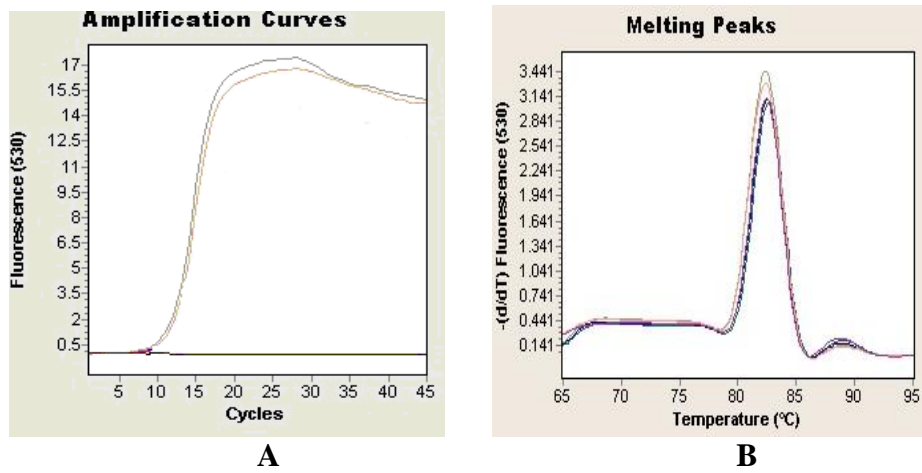 Amplification Curves
Fluorescence (530)
17
15.5
14
12.5
11
9.5
8
6.5
5
3.5
2
0.5
5 10 15 20 25 30 35 40 45
Cycles
A
Melting Peaks
-(d/dT) Fluorescence (530)
3.441
3.141
2.841
2.541
2.241
1.941
1.641
1.341
1.041
0.741
0.441
0.141
65 70 75 80 85 90 95
Temperature (°C)
B